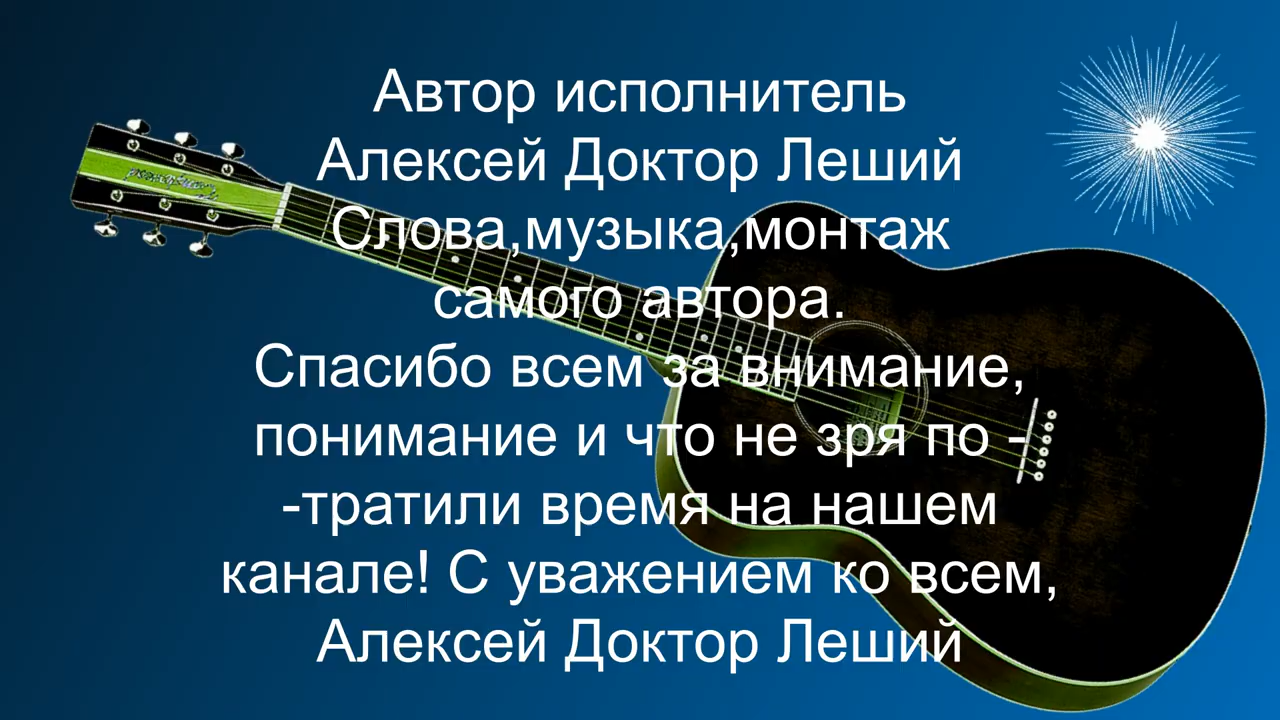 Автор исполнитель
Алексей Доктор Леший
Слова,музыка,монтаж
самого автора.
Спасибо всем за внимание,
понимание и что не зря по -
-тратили время на нашем
канале! С уважением ко всем,
Алексей Доктор Леший